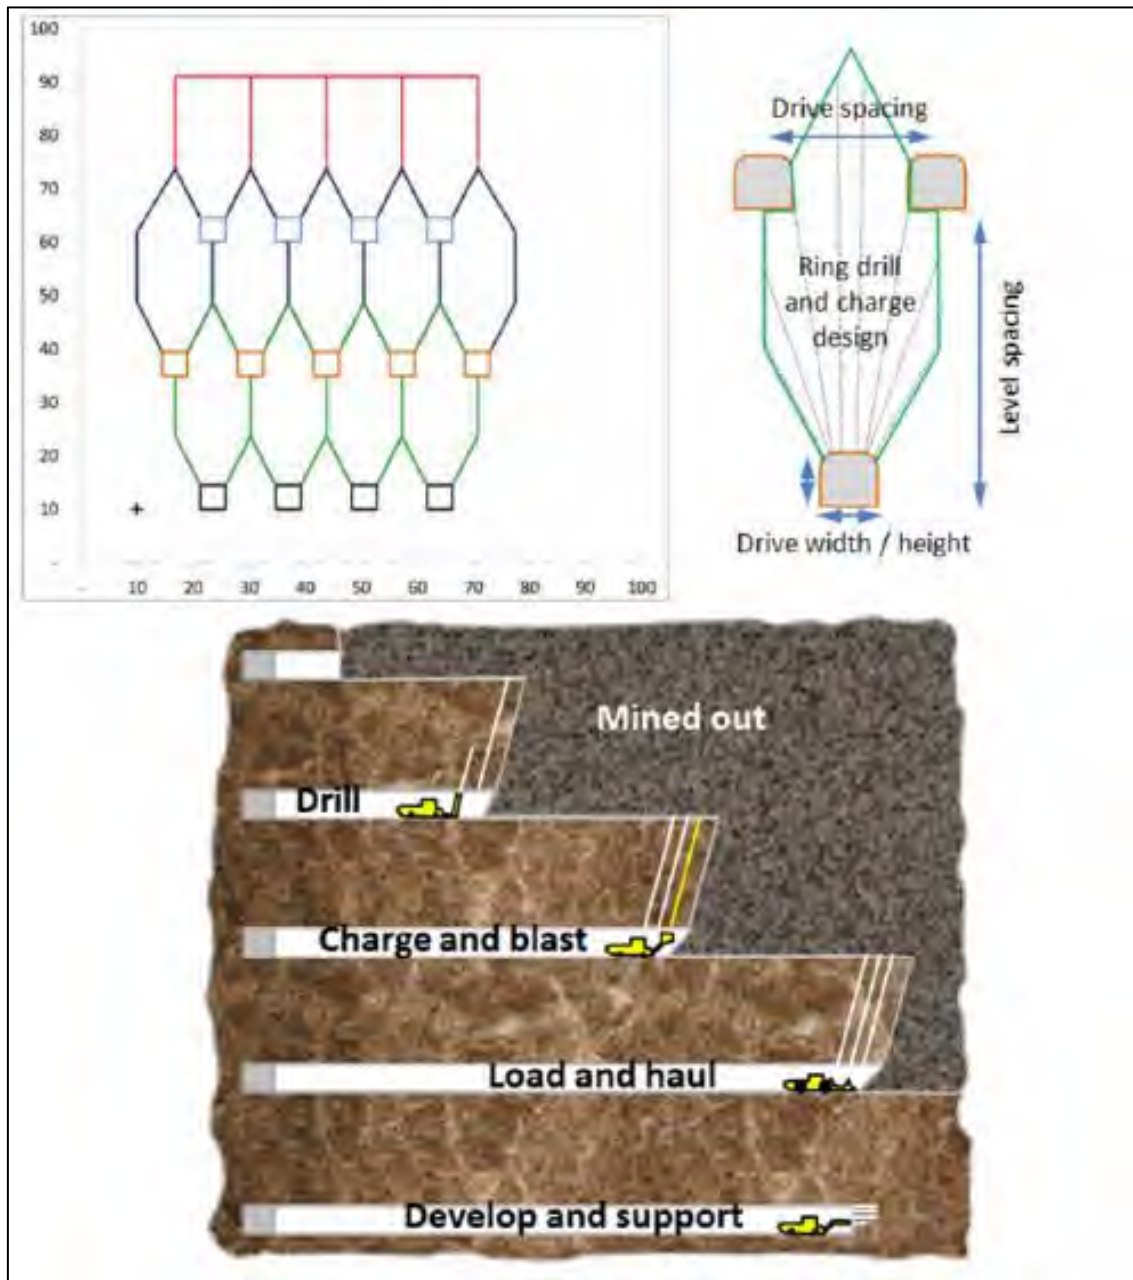 100
90
80
70
60
50
40
30
20
10
-
- 10 20 30 40 50 60 70 80 90 100
Drive spacing
Ring drill
and charge
design
Level spacing
Drive width / height
Mined out
Drill
Charge and blast
Load and haul
Develop and support